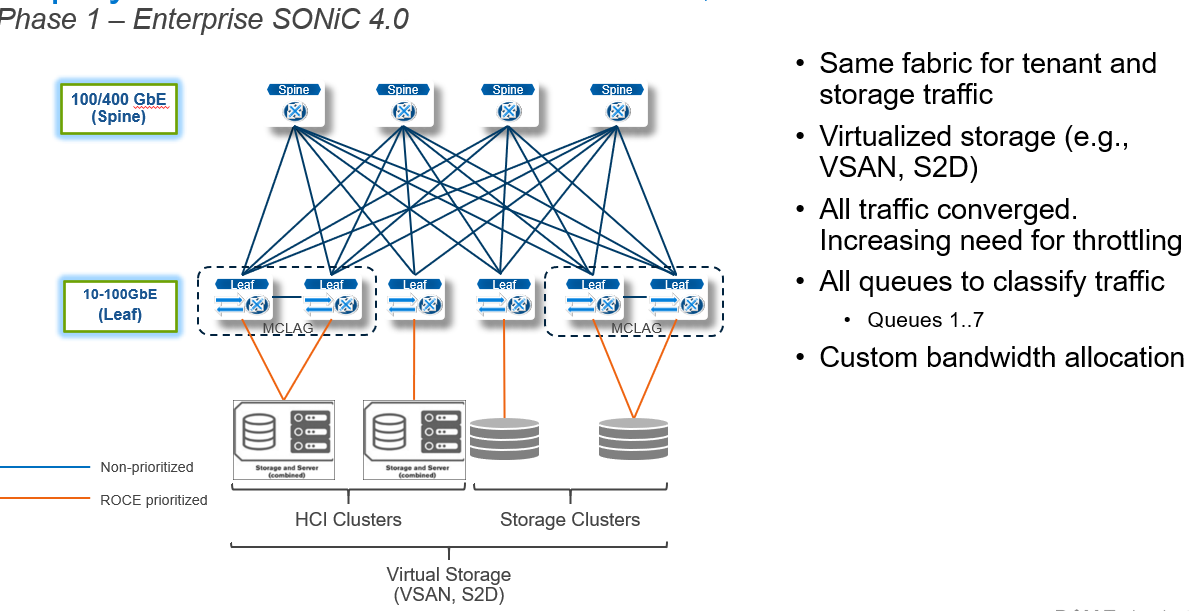 Phase 1 – Enterprise SONiC 4.0
100/400 GbE
(Spine)
Spine
Spine
Spine
Spine
10-100GbE
(Leaf)
Leaf
Leaf
Leaf
Leaf
Leaf
Leaf
MCLAG
MCLAG
Storage and Server
(combined)
Storage and Server
(combined)
Non-prioritized
ROCE prioritized
HCI Clusters
Storage Clusters
Virtual Storage
(VSAN, S2D)
• Same fabric for tenant and
storage traffic
• Virtualized storage (e.g.,
VSAN, S2D)
• All traffic converged.
Increasing need for throttling
• All queues to classify traffic
• Queues 1..7
• Custom bandwidth allocation